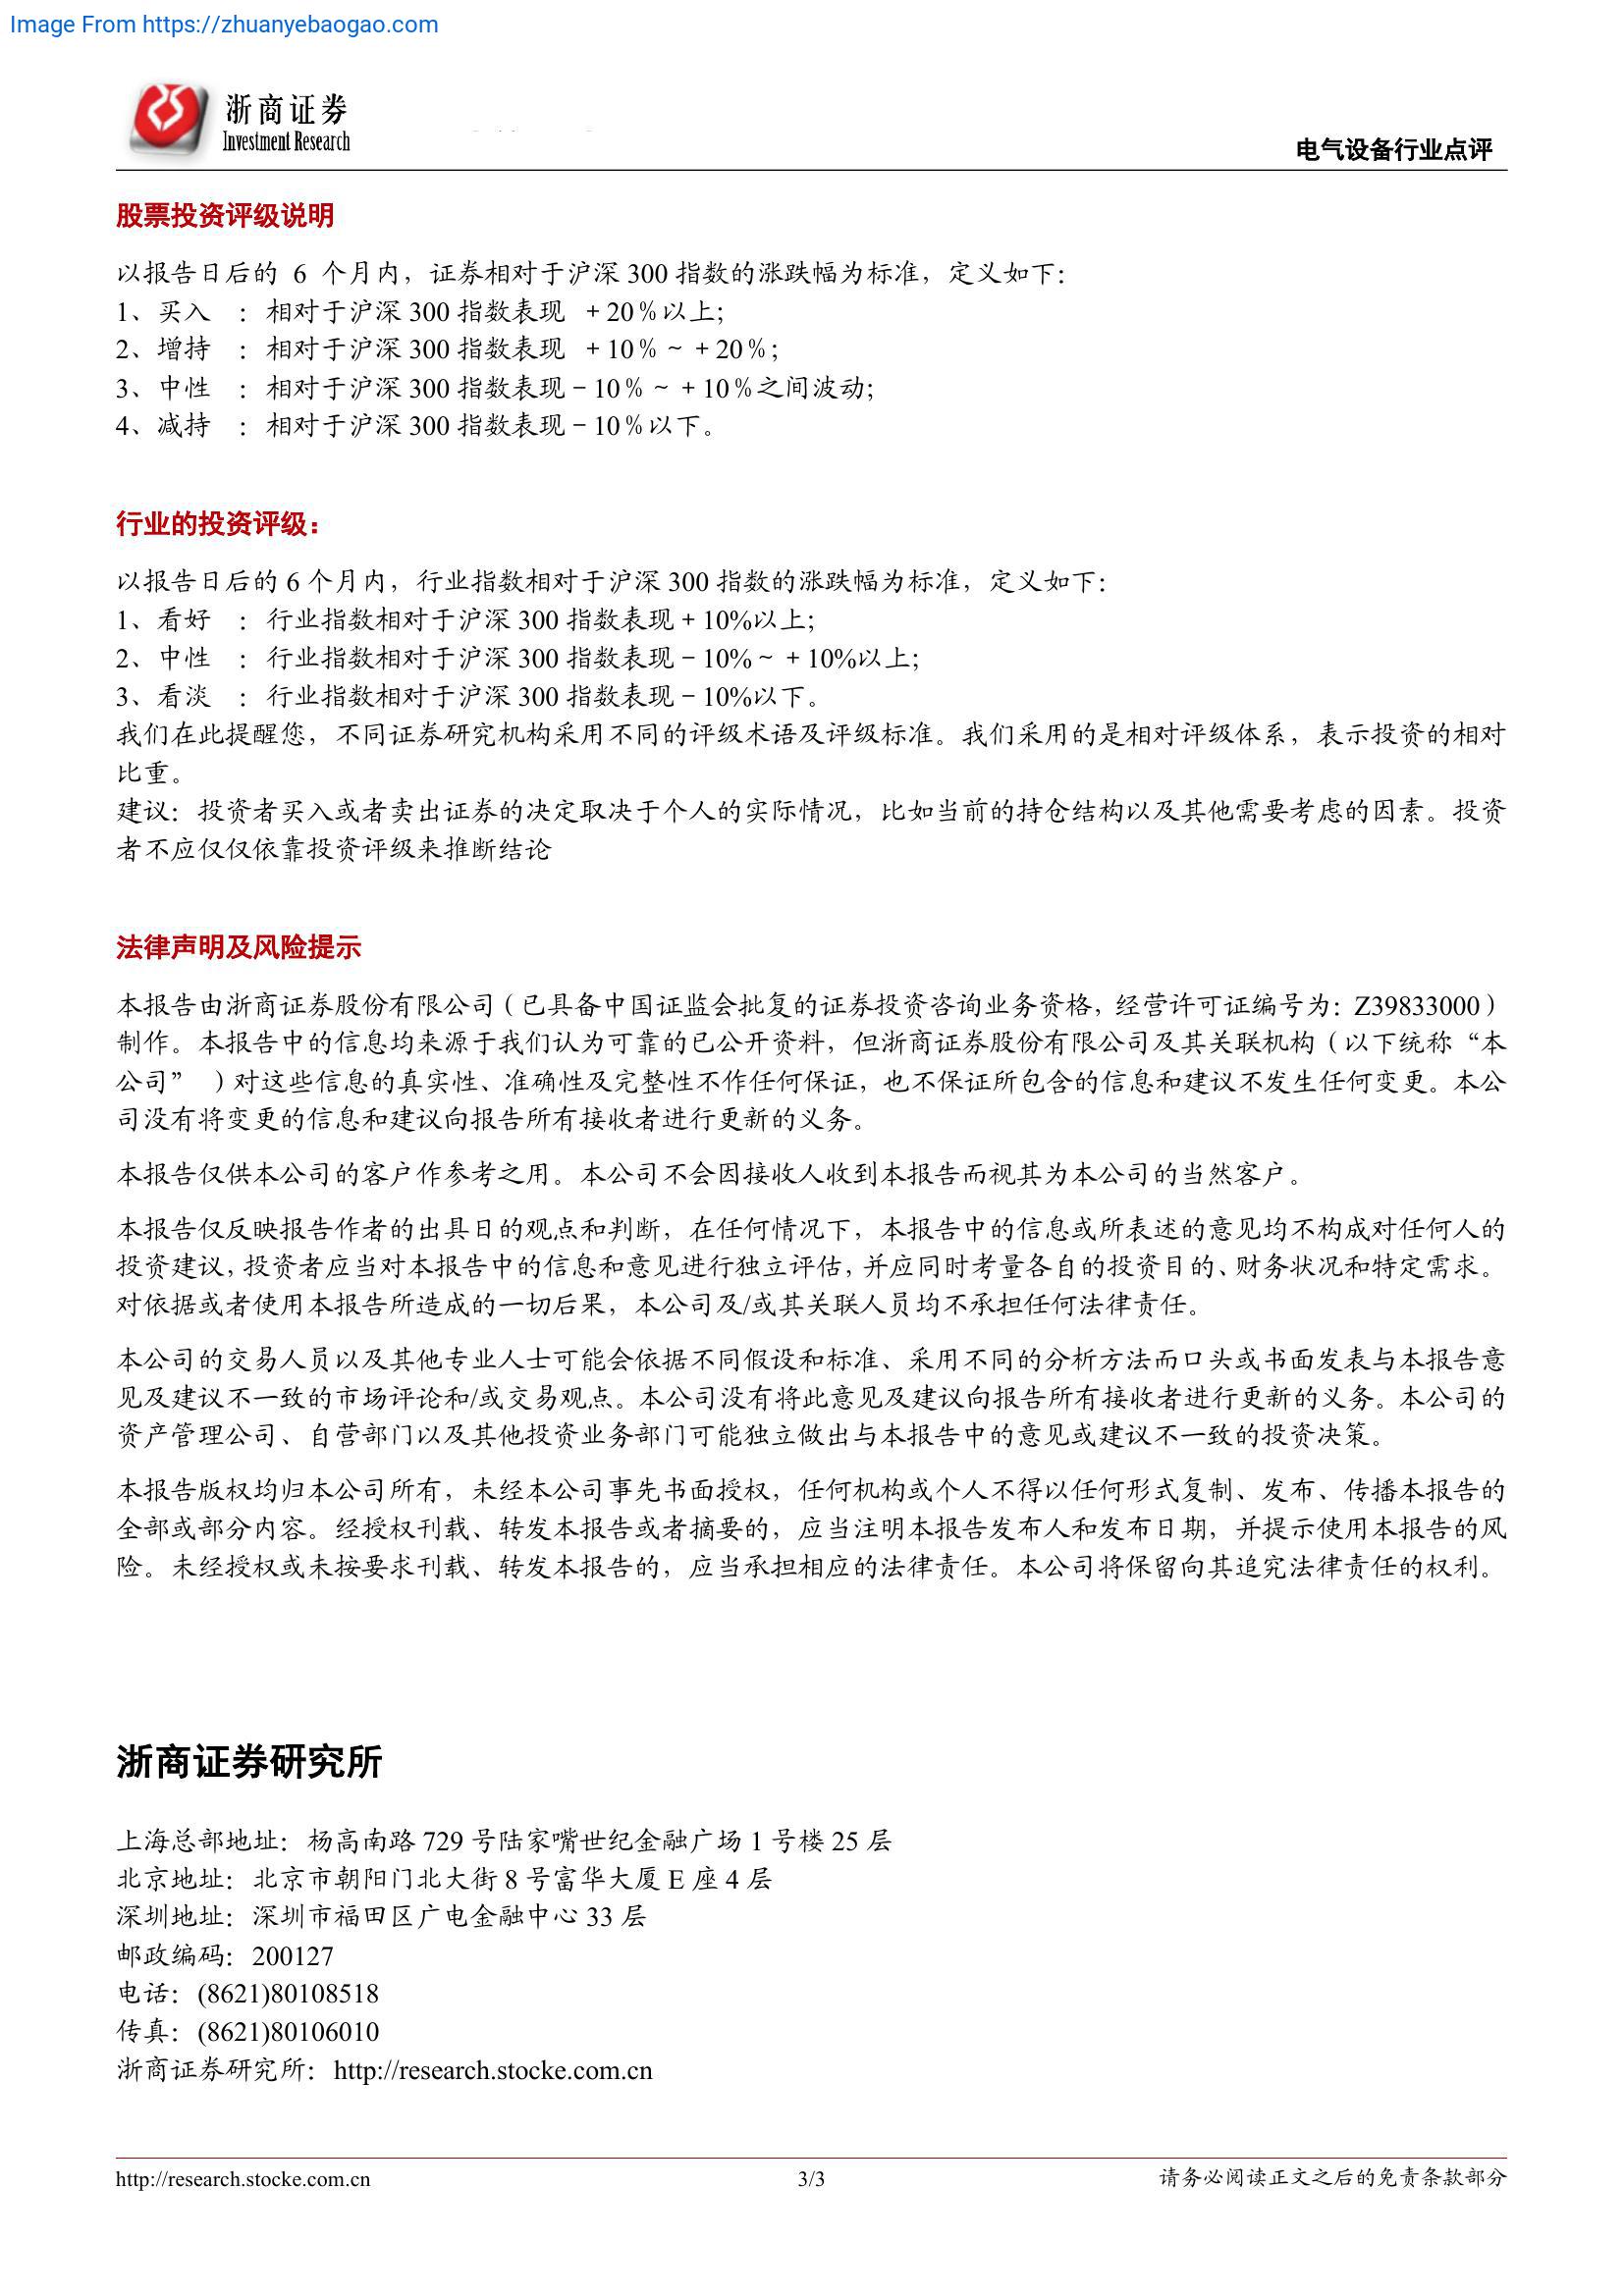 Image From https://zhuanyebaogao.com
浙商证券
Investment Research
电气设备行业点评
股票投资评级说明
以报告日后的 6 个月内，证券相对于沪深 300 指数的涨跌幅为标准，定义如下：
1、买入 ：相对于沪深 300 指数表现 ＋20％以上；
2、增持 ：相对于沪深 300 指数表现 ＋10％～＋20％；
3、中性 ：相对于沪深 300 指数表现－10％～＋10％之间波动；
4、减持 ：相对于沪深 300 指数表现－10％以下。
行业的投资评级：
以报告日后的 6 个月内，行业指数相对于沪深 300 指数的涨跌幅为标准，定义如下：
1、看好 ：行业指数相对于沪深 300 指数表现＋10%以上；
2、中性 ：行业指数相对于沪深 300 指数表现－10%～＋10%以上；
3、看淡 ：行业指数相对于沪深 300 指数表现－10%以下。
我们在此提醒您，不同证券研究机构采用不同的评级术语及评级标准。我们采用的是相对评级体系，表示投资的相对
比重。
建议：投资者买入或者卖出证券的决定取决于个人的实际情况，比如当前的持仓结构以及其他需要考虑的因素。投资
者不应仅仅依靠投资评级来推断结论
法律声明及风险提示
本报告由浙商证券股份有限公司（已具备中国证监会批复的证券投资咨询业务资格，经营许可证编号为：Z39833000）
制作。本报告中的信息均来源于我们认为可靠的已公开资料，但浙商证券股份有限公司及其关联机构（以下统称“本
公司” ）对这些信息的真实性、准确性及完整性不作任何保证，也不保证所包含的信息和建议不发生任何变更。本公
司没有将变更的信息和建议向报告所有接收者进行更新的义务。
本报告仅供本公司的客户作参考之用。本公司不会因接收人收到本报告而视其为本公司的当然客户。
本报告仅反映报告作者的出具日的观点和判断，在任何情况下，本报告中的信息或所表述的意见均不构成对任何人的
投资建议，投资者应当对本报告中的信息和意见进行独立评估，并应同时考量各自的投资目的、财务状况和特定需求。
对依据或者使用本报告所造成的一切后果，本公司及/或其关联人员均不承担任何法律责任。
本公司的交易人员以及其他专业人士可能会依据不同假设和标准、采用不同的分析方法而口头或书面发表与本报告意
见及建议不一致的市场评论和/或交易观点。本公司没有将此意见及建议向报告所有接收者进行更新的义务。本公司的
资产管理公司、自营部门以及其他投资业务部门可能独立做出与本报告中的意见或建议不一致的投资决策。
本报告版权均归本公司所有，未经本公司事先书面授权，任何机构或个人不得以任何形式复制、发布、传播本报告的
全部或部分内容。经授权刊载、转发本报告或者摘要的，应当注明本报告发布人和发布日期，并提示使用本报告的风
险。未经授权或未按要求刊载、转发本报告的，应当承担相应的法律责任。本公司将保留向其追究法律责任的权利。
浙商证券研究所
上海总部地址：杨高南路 729 号陆家嘴世纪金融广场 1 号楼 25 层
北京地址：北京市朝阳门北大街 8 号富华大厦 E 座 4 层
深圳地址：深圳市福田区广电金融中心 33 层
邮政编码：200127
电话：(8621)80108518
传真：(8621)80106010
浙商证券研究所：http://research.stocke.com.cn
http://research.stocke.com.cn
3/3
请务必阅读正文之后的免责条款部分